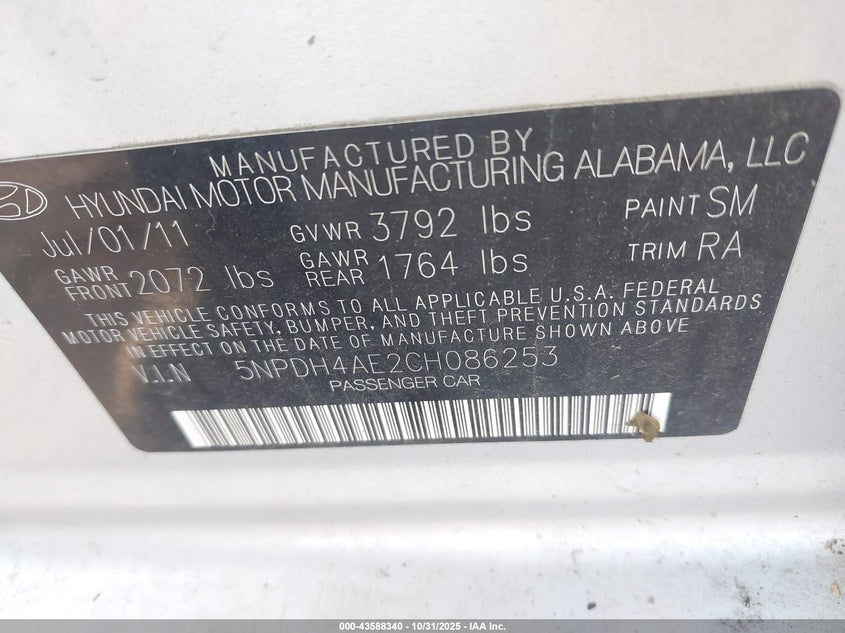 MANUFACTURED BY
HYUNDAI MOTOR MANUFACTURING ALABAMA, LLC
Jul/01/11 GVWR 3792 lbs PAINT SM
GAWR FRONT 2072 lbs GAWR REAR 1764 lbs TRIM RA
THIS VEHICLE CONFORMS TO ALL APPLICABLE U.S.A. FEDERAL
MOTOR VEHICLE SAFETY, BUMPER, AND THEFT PREVENTION STANDARDS
IN EFFECT ON THE DATE OF MANUFACTURE SHOWN ABOVE
V.I.N 5NPDH4AE2CH086253
PASSENGER CAR
000-43588340 - 10/31/2025 - IAA Inc.